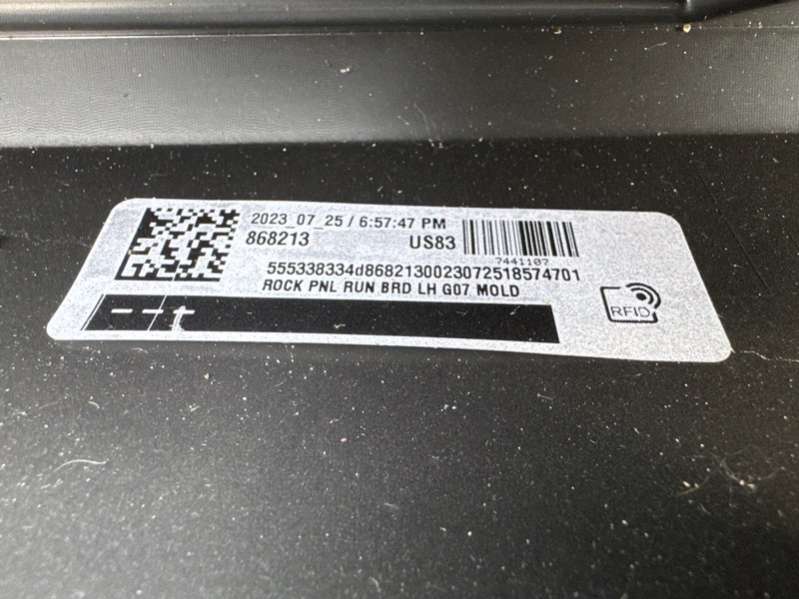 2023_07_25 / 6:57:47 PM
868213 US83
7441107
555338334d8682130023072518574701
ROCK PNL RUN BRD LH G07 MOLD
RFID